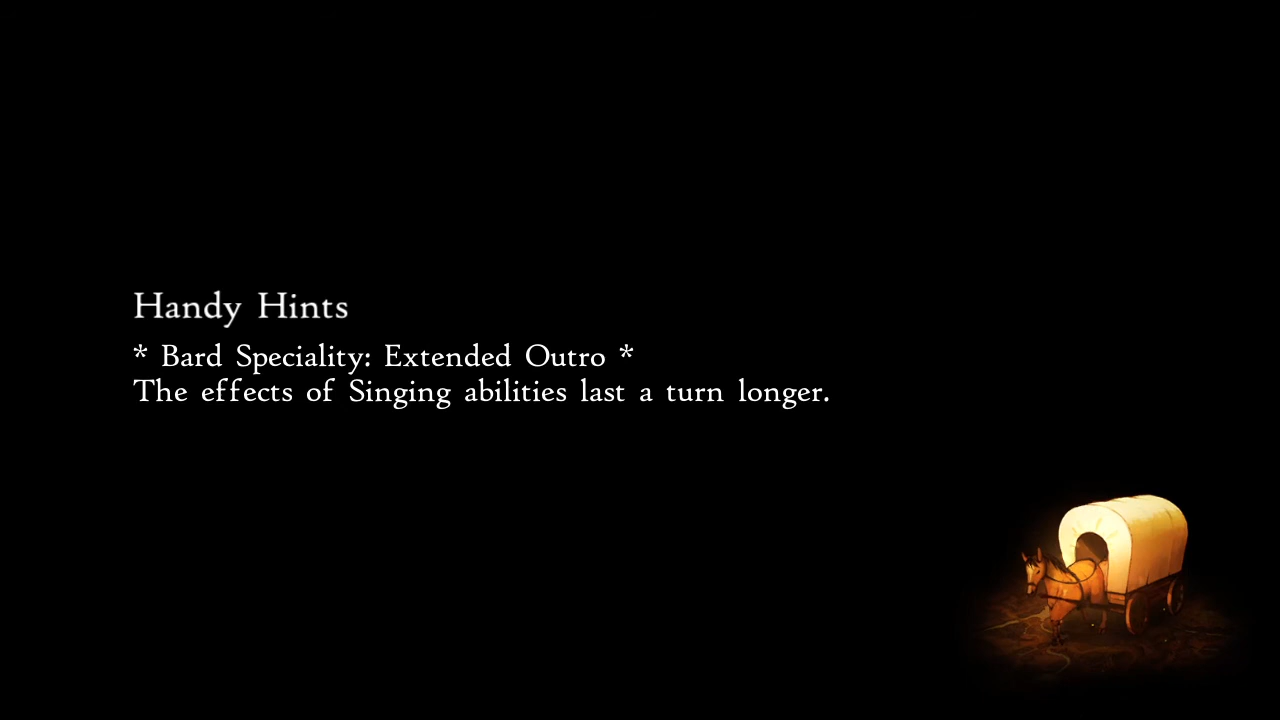 Handy Hints
* Bard Speciality: Extended Outro *
The effects of Singing abilities last a turn longer.